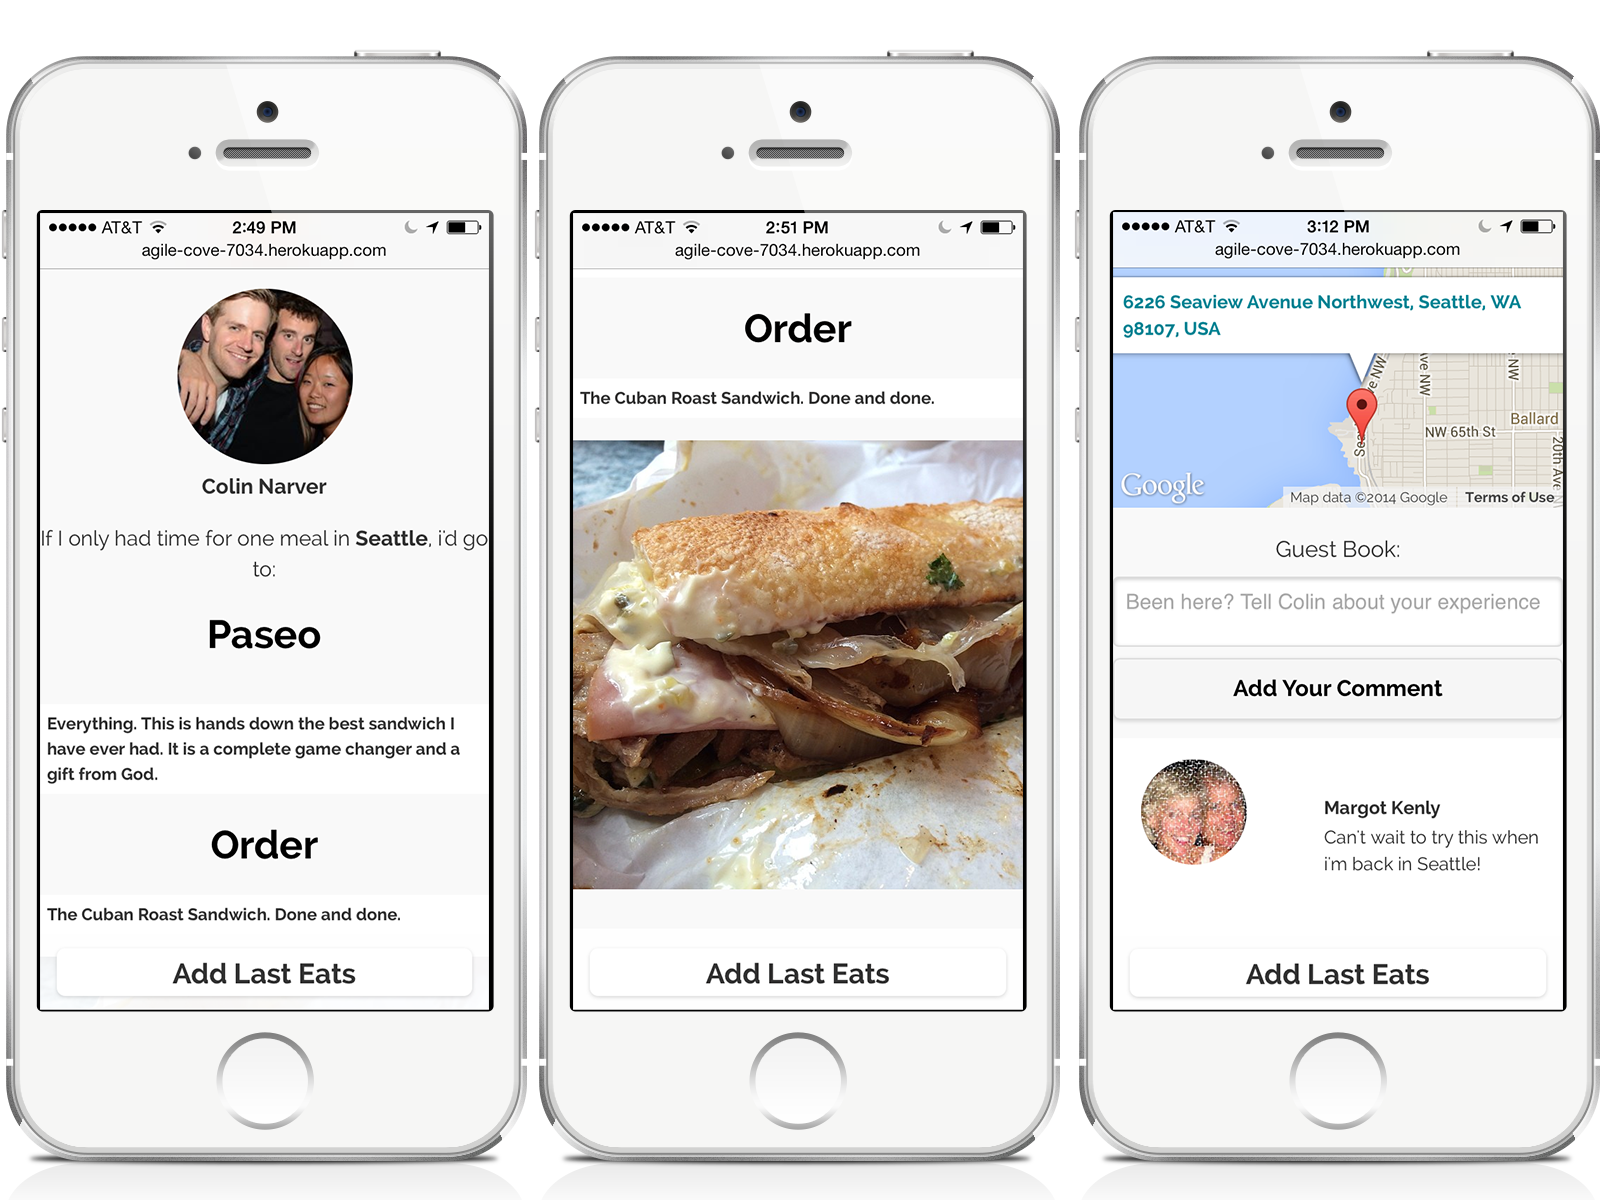 AT&T 2:49 PM
agile-cove-7034.herokuapp.com
Colin Narver
If I only had time for one meal in Seattle, i'd go
to:
Paseo
Everything. This is hands down the best sandwich I
have ever had. It is a complete game changer and a
gift from God.
Order
The Cuban Roast Sandwich. Done and done.
Add Last Eats
AT&T 2:51 PM
agile-cove-7034.herokuapp.com
Order
The Cuban Roast Sandwich. Done and done.
Add Last Eats
AT&T 3:12 PM
agile-cove-7034.herokuapp.com
6226 Seaview Avenue Northwest, Seattle, WA
98107, USA
ve NW
Ave NW
NW
Ballard
NW 65th St
Sea
20th Ave
Google
Map data ©2014 Google Terms of Use
Guest Book:
Been here? Tell Colin about your experience
Add Your Comment
Margot Kenly
Can't wait to try this when
i'm back in Seattle!
Add Last Eats